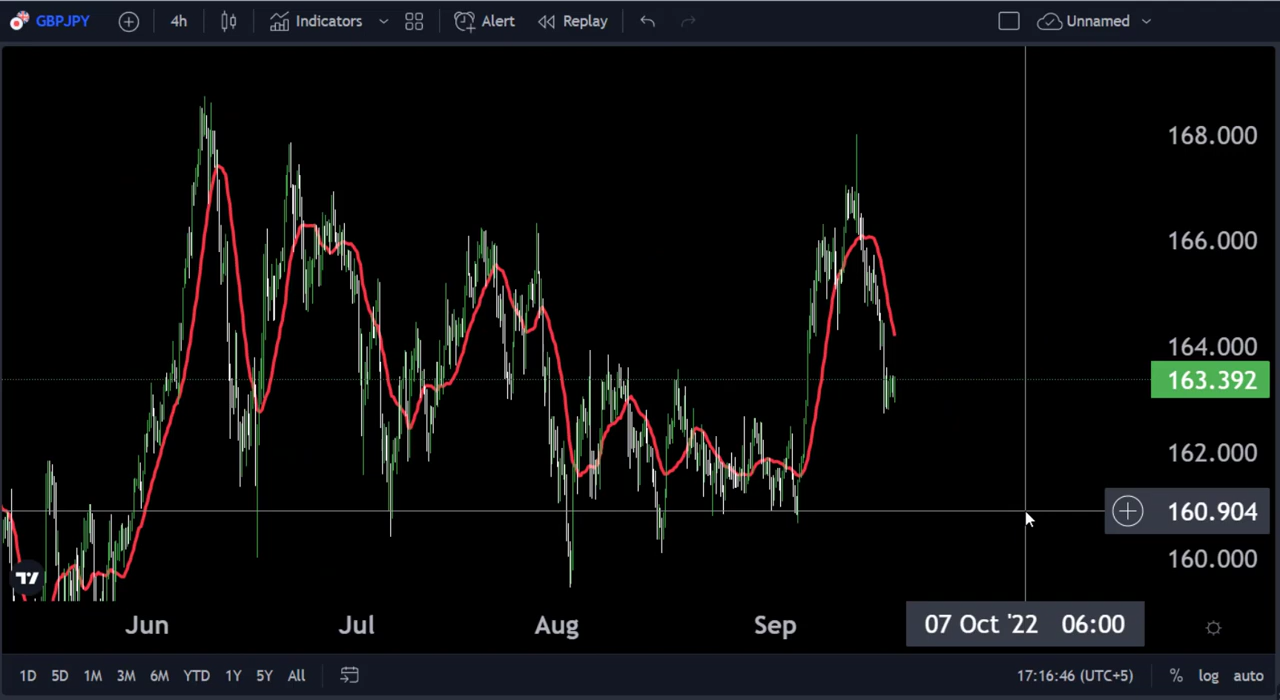 GBPJPY 4h Indicators Alert Replay Unnamed
168.000
166.000
164.000
163.392
162.000
160.904
160.000
Jun Jul Aug Sep 07 Oct '22 06:00
1D 5D 1M 3M 6M YTD 1Y 5Y All 17:16:46 (UTC+5) % log auto